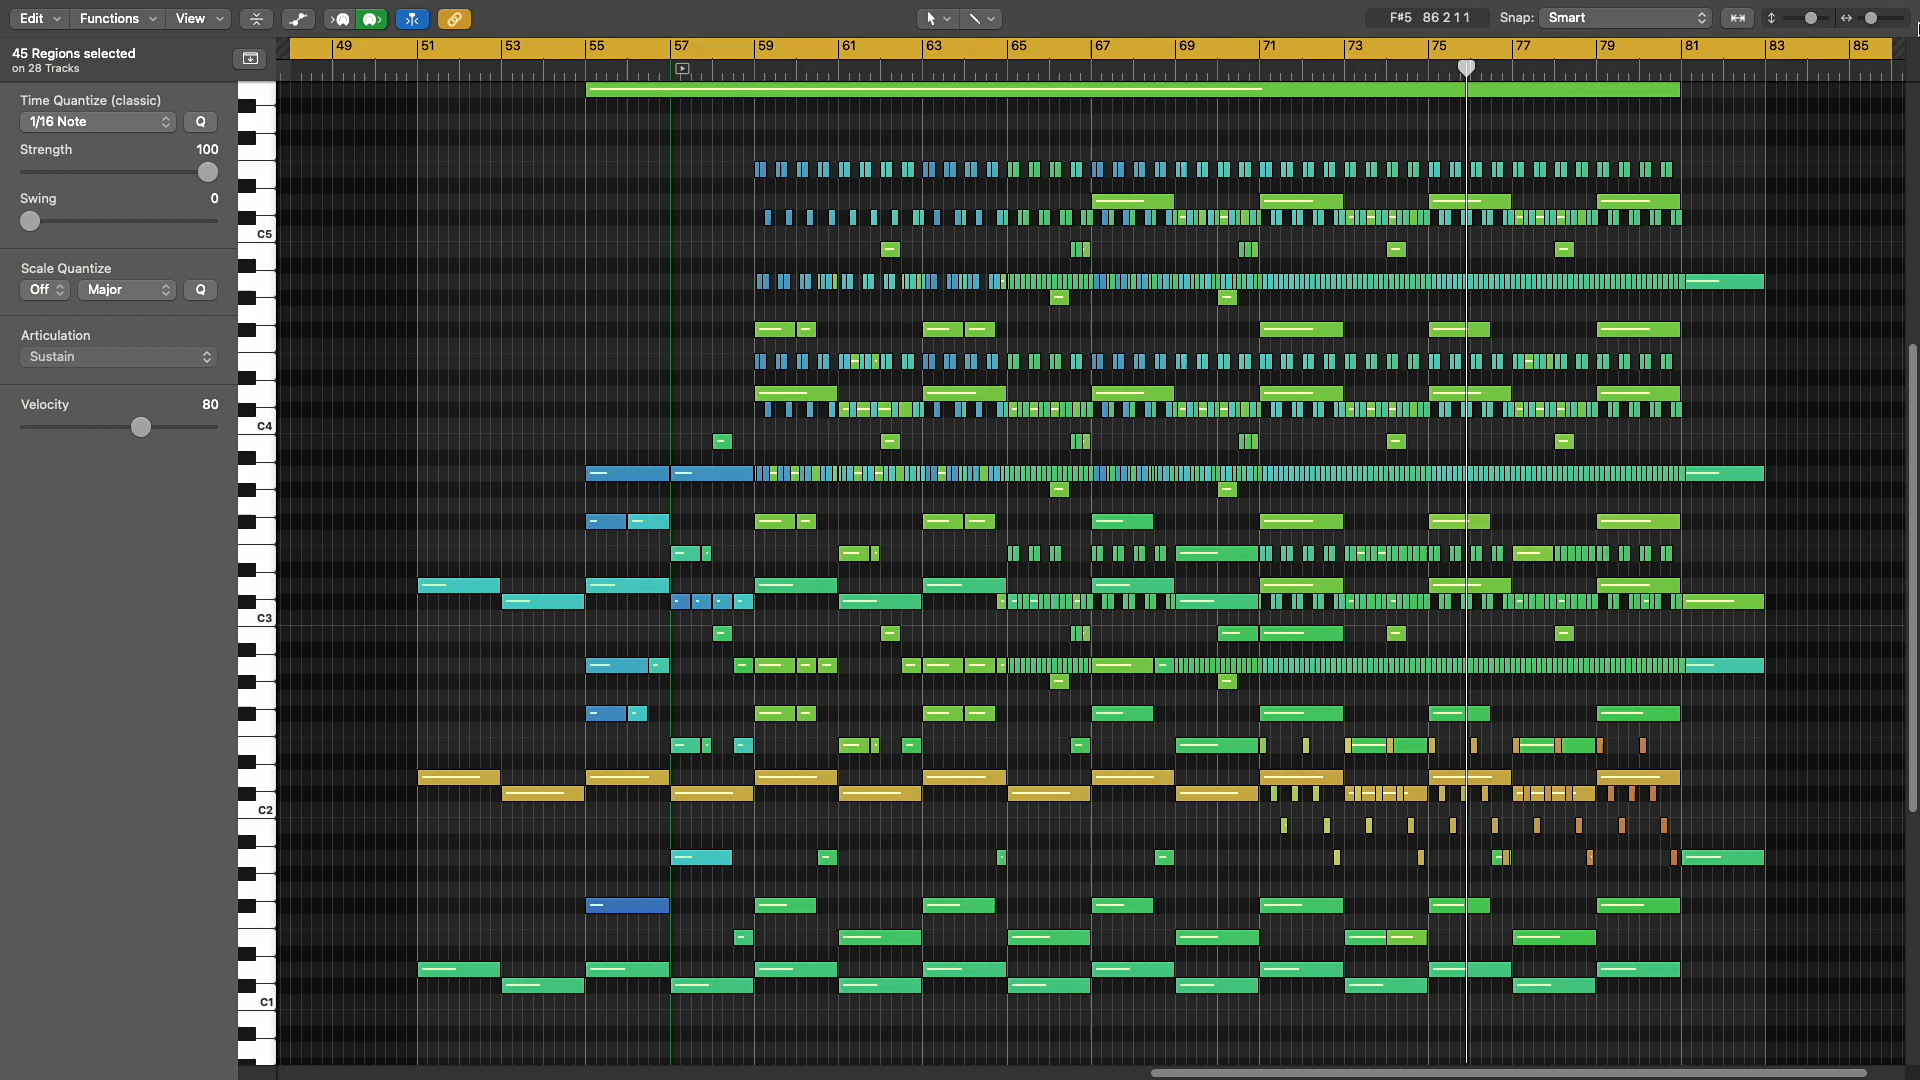 Edit Functions View F#5 86 2 1 1 Snap: Smart
45 Regions selected
on 28 Tracks
49 51 53 55 57 59 61 63 65 67 69 71 73 75 77 79 81 83 85
Time Quantize (classic)
1/16 Note Q
Strength 100
Swing 0
Scale Quantize
Off Major Q
Articulation
Sustain
Velocity 80
C5
C4
C3
C2
C1